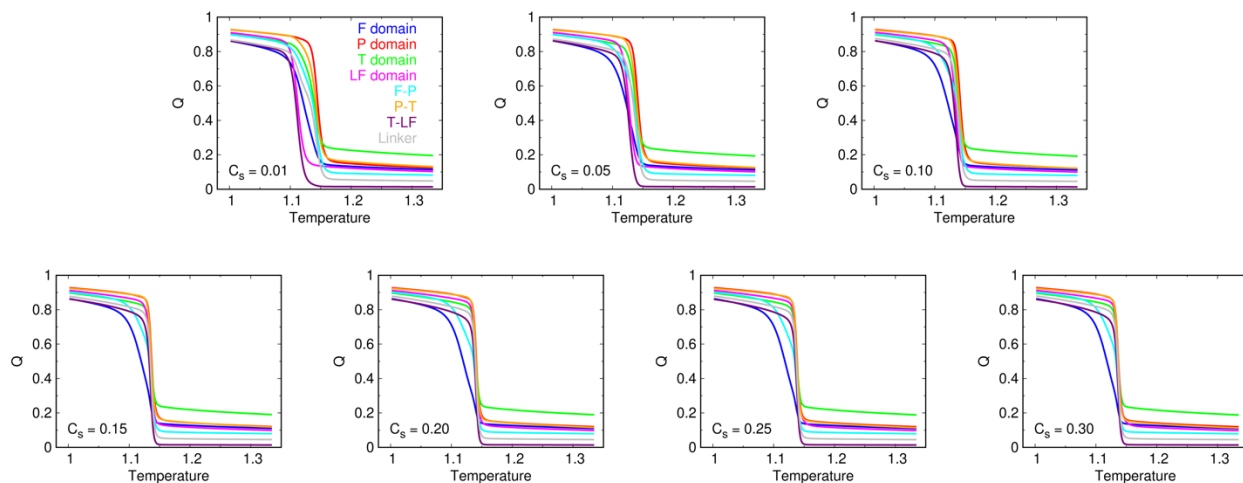 1
0.8
0.6
0.4
0.2
0
Q
F domain
P domain
T domain
LF domain
F-P
P-T
T-LF
Linker
Cs = 0.01
1 1.1 1.2 1.3
Temperature
1
0.8
0.6
0.4
0.2
0
Q
Cs = 0.05
1 1.1 1.2 1.3
Temperature
1
0.8
0.6
0.4
0.2
0
Q
Cs = 0.10
1 1.1 1.2 1.3
Temperature
1
0.8
0.6
0.4
0.2
0
Q
Cs = 0.15
1 1.1 1.2 1.3
Temperature
1
0.8
0.6
0.4
0.2
0
Q
Cs = 0.20
1 1.1 1.2 1.3
Temperature
1
0.8
0.6
0.4
0.2
0
Q
Cs = 0.25
1 1.1 1.2 1.3
Temperature
1
0.8
0.6
0.4
0.2
0
Q
Cs = 0.30
1 1.1 1.2 1.3
Temperature